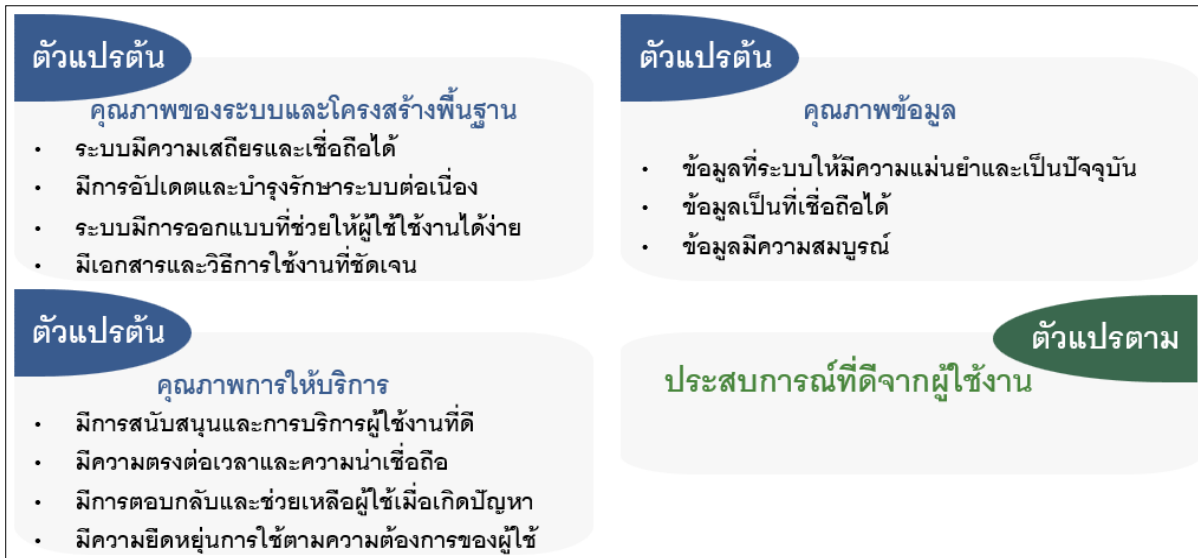 ตัวแปรต้น
คุณภาพของระบบและโครงสร้างพื้นฐาน
• ระบบมีความเสถียรและเชื่อถือได้
• มีการอัปเดตและบำรุงรักษาระบบต่อเนื่อง
• ระบบมีการออกแบบที่ช่วยให้ผู้ใช้ใช้งานได้ง่าย
• มีเอกสารและวิธีการใช้งานที่ชัดเจน
ตัวแปรต้น
คุณภาพข้อมูล
• ข้อมูลที่ระบบให้มีความแม่นยำและเป็นปัจจุบัน
• ข้อมูลเป็นที่เชื่อถือได้
• ข้อมูลมีความสมบูรณ์
ตัวแปรต้น
คุณภาพการให้บริการ
• มีการสนับสนุนและการบริการผู้ใช้งานที่ดี
• มีความตรงต่อเวลาและความน่าเชื่อถือ
• มีการตอบกลับและช่วยเหลือผู้ใช้เมื่อเกิดปัญหา
• มีความยืดหยุ่นการใช้ตามความต้องการของผู้ใช้
ตัวแปรตาม
ประสบการณ์ที่ดีจากผู้ใช้งาน